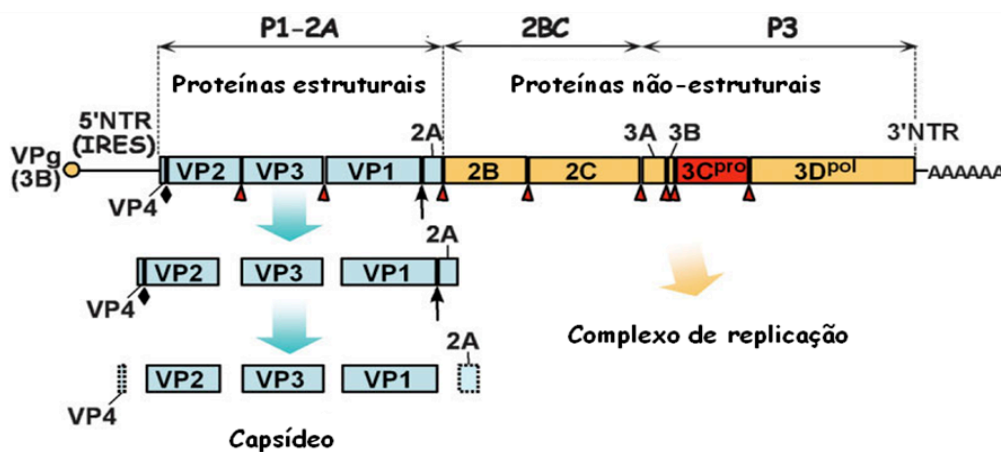 P1-2A 2BC P3
Proteínas estruturais Proteínas não-estruturais
5'NTR
(IRES)
VPg
(3B)
2A 3A 3B 3'NTR
VP2 VP3 VP1 2B 2C 3Cpro 3Dpol AAAAAA
VP4
2A
VP2 VP3 VP1
VP4
Complexo de replicação
2A
VP2 VP3 VP1
VP4
Capsídeo